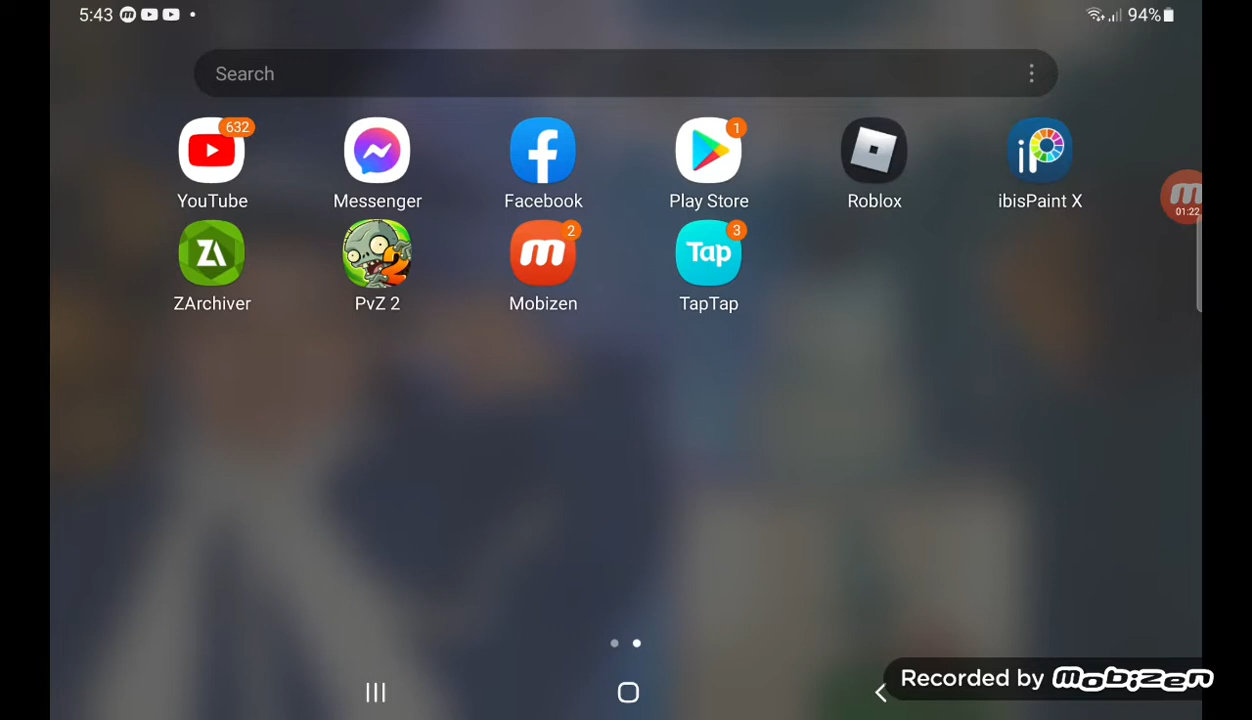 5:43
94%
Search
632
1
YouTube
Messenger
Facebook
Play Store
Roblox
ibisPaint X
01:22
2
3
Tap
ZArchiver
PvZ 2
Mobizen
TapTap
Recorded by mobizen